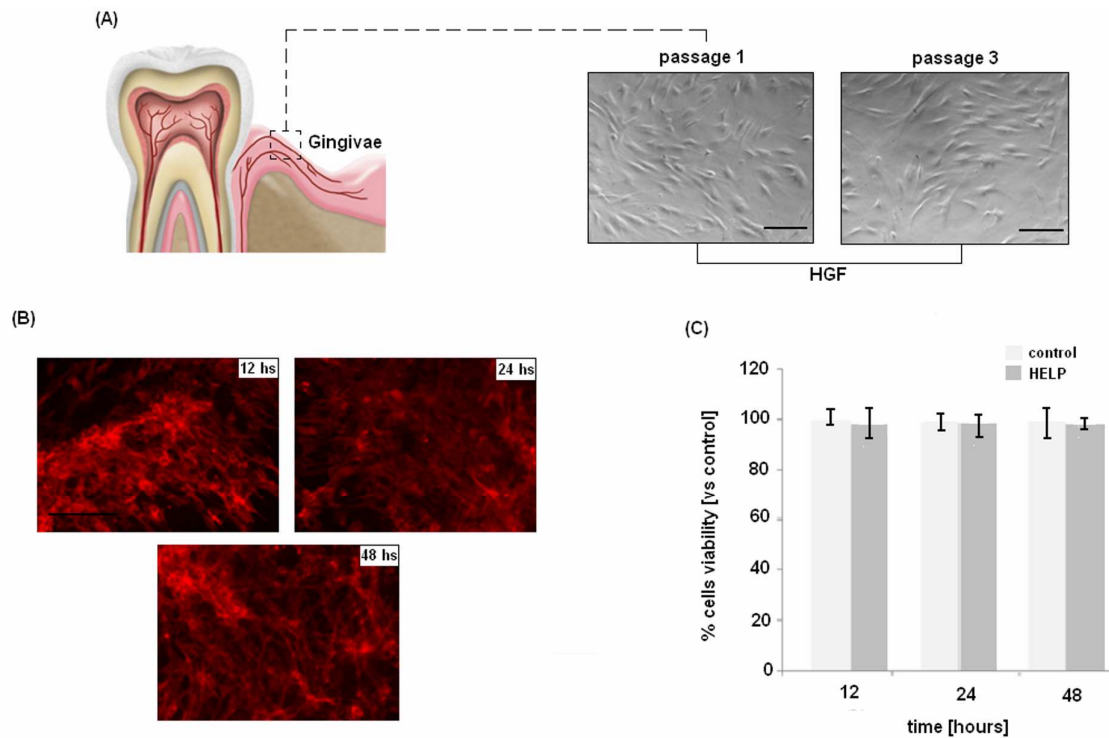 (A)
passage 1
passage 3
Gingivae
HGF
(B)
12 hs
24 hs
48 hs
(C)
control
HELP
120
100
80
60
40
20
0
% cells viability [vs control]
12
24
48
time [hours]